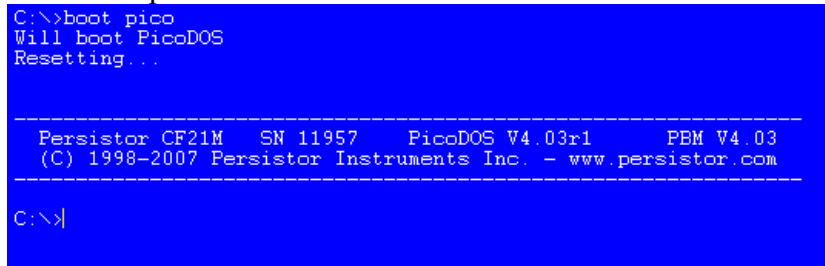 C:\>boot pico
Will boot PicoDOS
Resetting...
Persistor CF21M SN 11957 PicoDOS V4.03r1 PBM V4.03
(C) 1998-2007 Persistor Instruments Inc. - www.persistor.com
C:\>